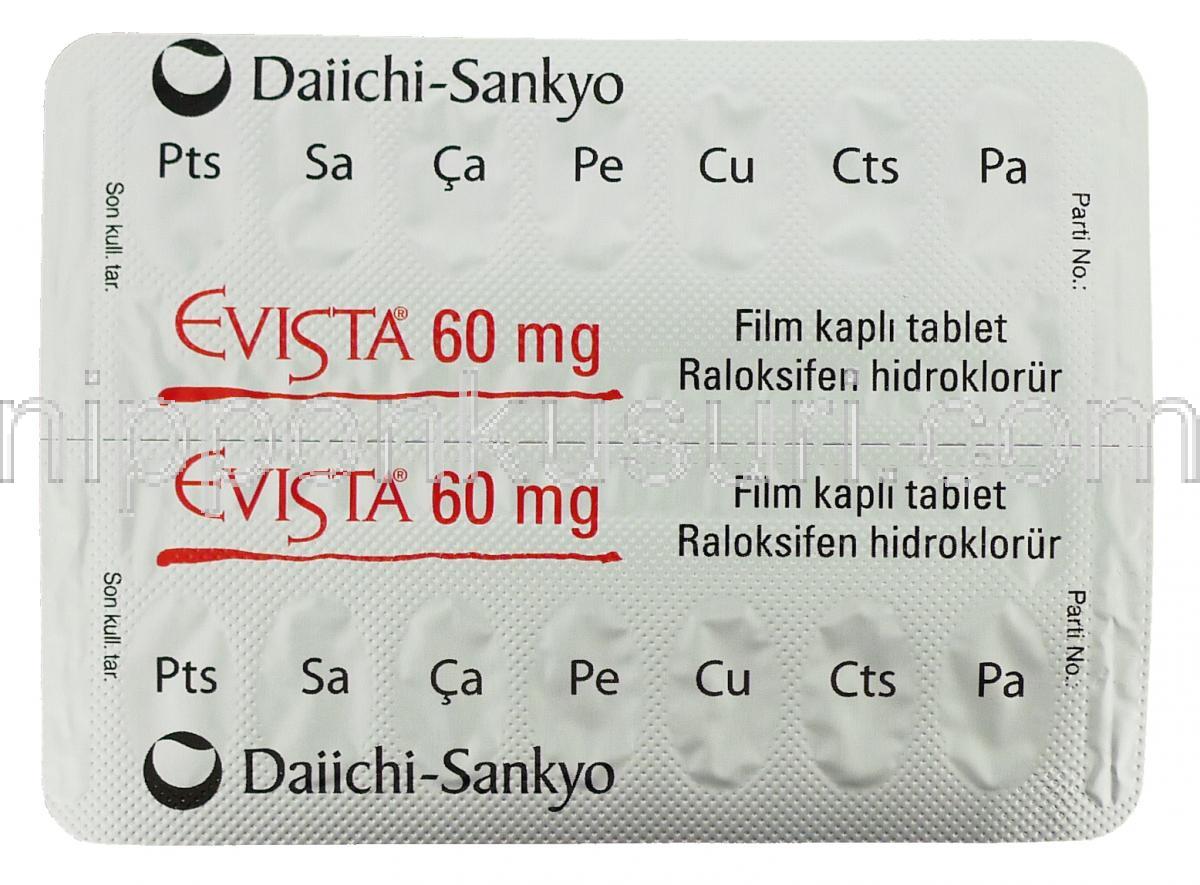 Daiichi-Sankyo
Pts Sa Ça Pe Cu Cts Pa
Son kull. tar.
Parti No.:
EVISTA® 60 mg
Film kaplı tablet
Raloksifen hidroklorür
nipponkusuri.com
EVISTA® 60 mg
Film kaplı tablet
Raloksifen hidroklorür
Son kull. tar.
Parti No.:
Pts Sa Ça Pe Cu Cts Pa
Daiichi-Sankyo